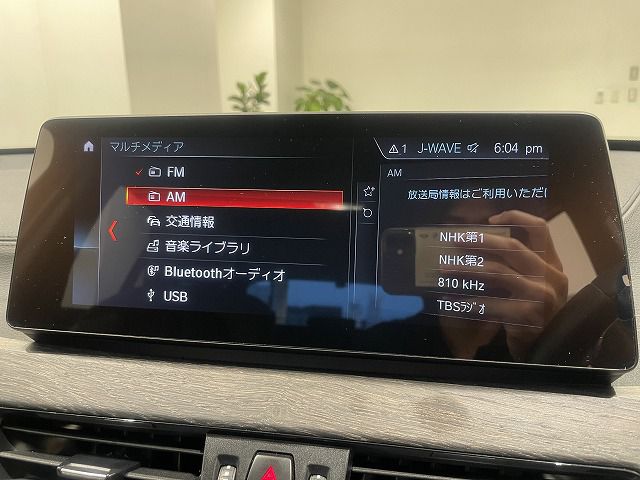 マルチメディア
1 J-WAVE 6:04 pm
FM
AM
交通情報
音楽ライブラリ
Bluetoothオーディオ
USB
AM
放送局情報はご利用いただけ
NHK第1
NHK第2
810 kHz
TBSラジオ